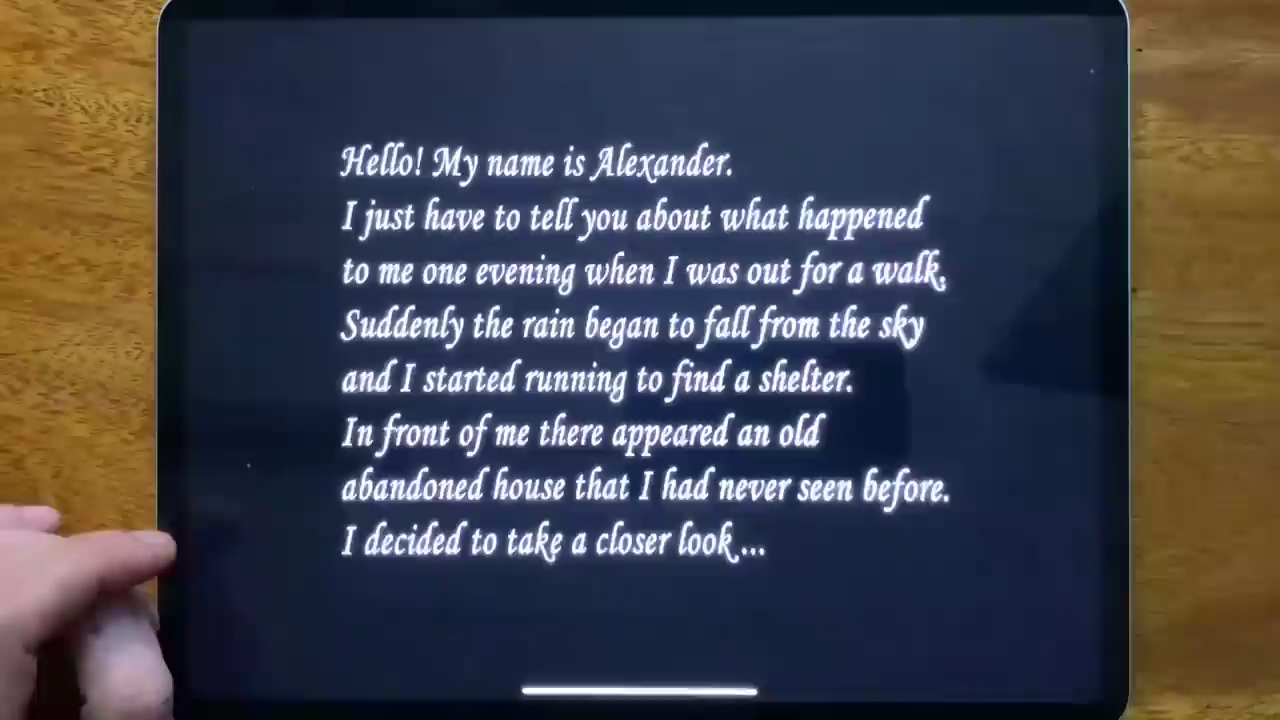 Hello! My name is Alexander.
I just have to tell you about what happened
to me one evening when I was out for a walk.
Suddenly the rain began to fall from the sky
and I started running to find a shelter.
In front of me there appeared an old
abandoned house that I had never seen before.
I decided to take a closer look...